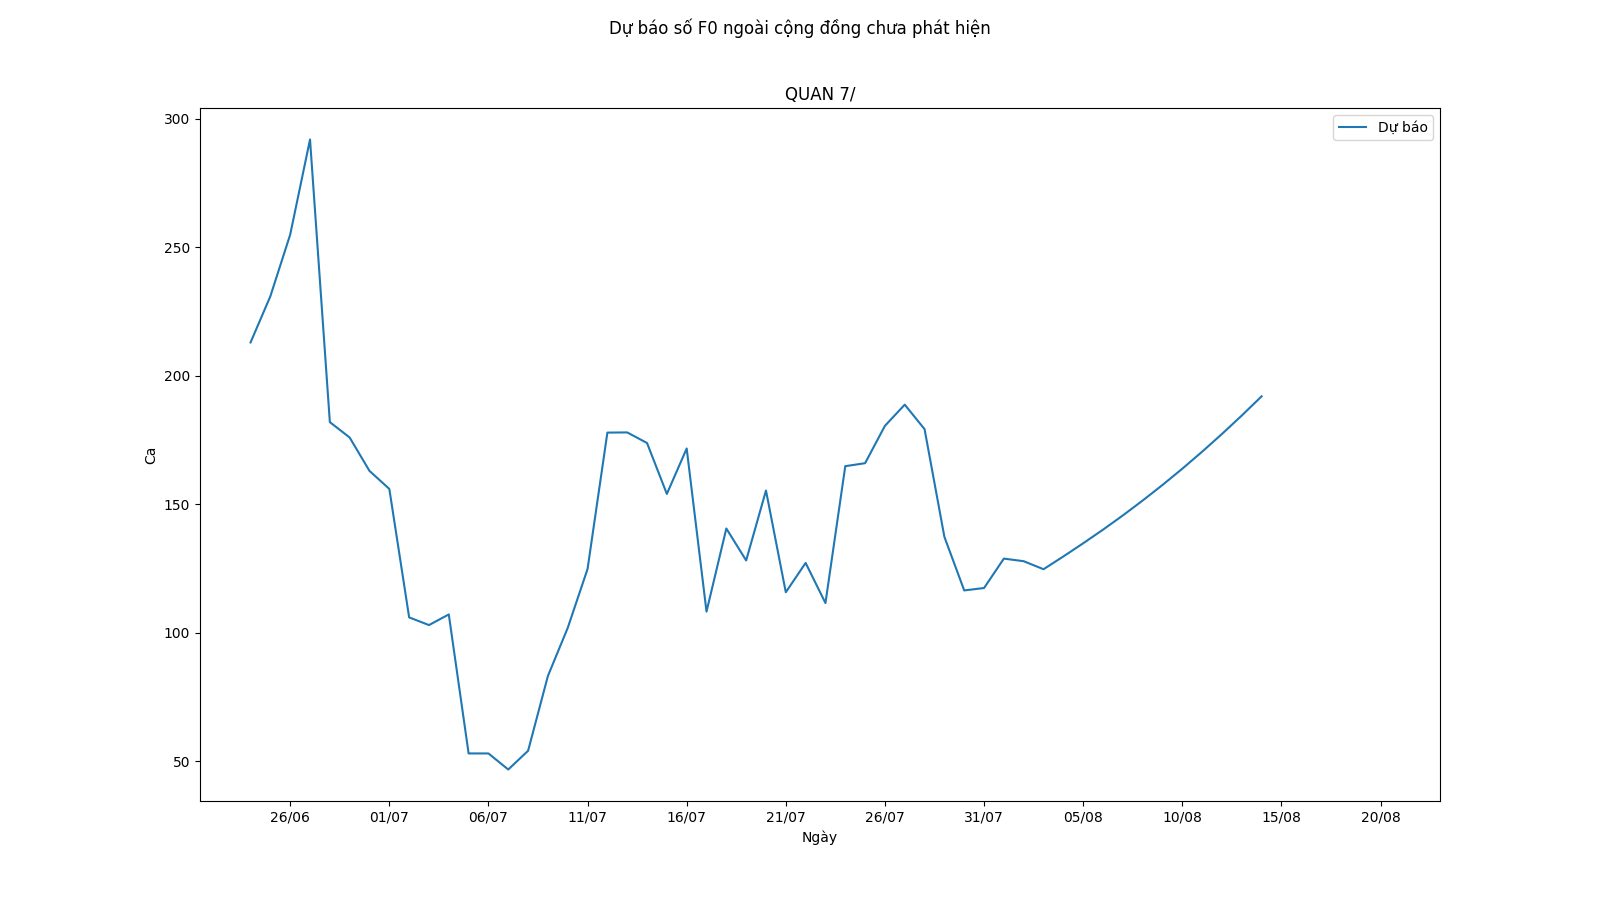 Dự báo số F0 ngoài cộng đồng chưa phát hiện
QUAN 7/
Dự báo
300
250
200
150
100
50
Ca
26/06 01/07 06/07 11/07 16/07 21/07 26/07 31/07 05/08 10/08 15/08 20/08
Ngày